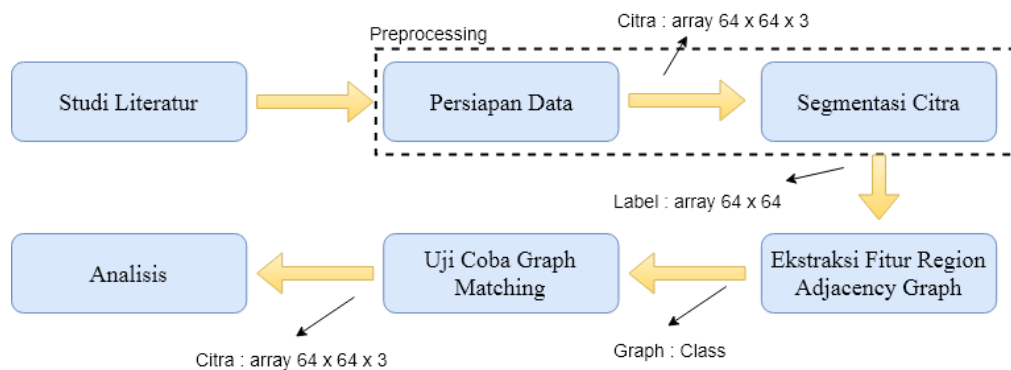 Citra : array 64 x 64 x 3
Preprocessing
Studi Literatur
Persiapan Data
Segmentasi Citra
Label : array 64 x 64
Analisis
Uji Coba Graph
Matching
Ekstraksi Fitur Region
Adjacency Graph
Citra : array 64 x 64 x 3
Graph : Class